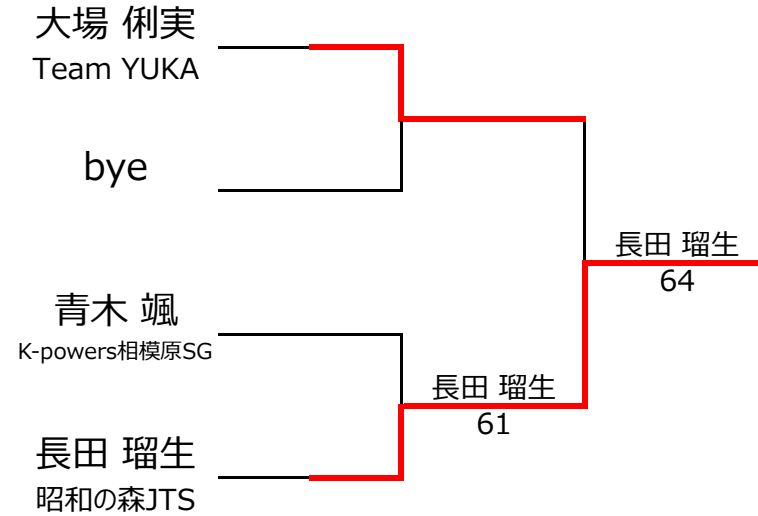 大場 俐実
Team YUKA
bye
青木 颯
K-powers相模原SG
長田 瑠生
昭和の森JTS
長田 瑠生
61
長田 瑠生
64